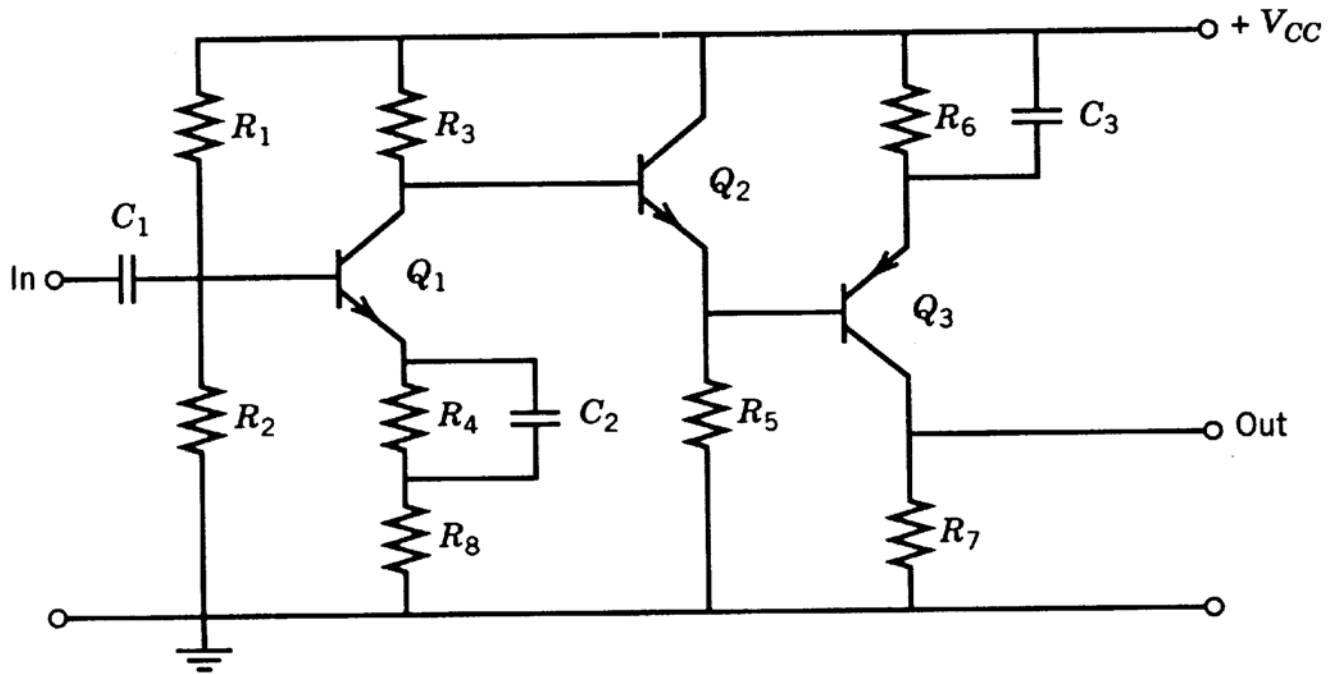 + V_CC
R_1
R_3
R_6
C_3
Q_2
C_1
In
Q_1
Q_3
R_2
R_4
C_2
R_5
Out
R_8
R_7